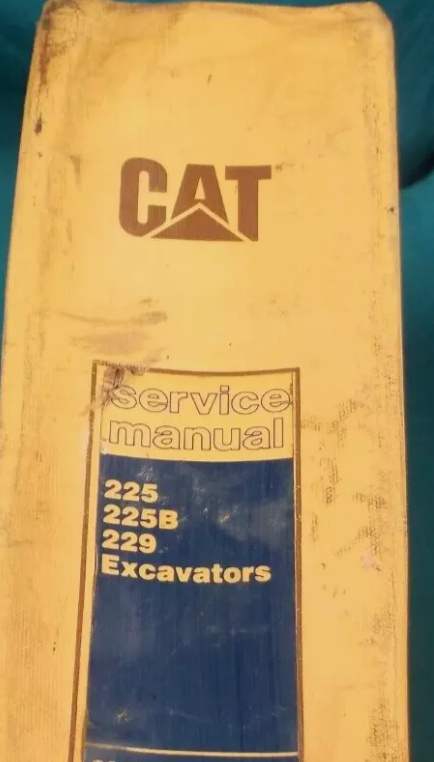 CAT
service
manual
225
225B
229
Excavators